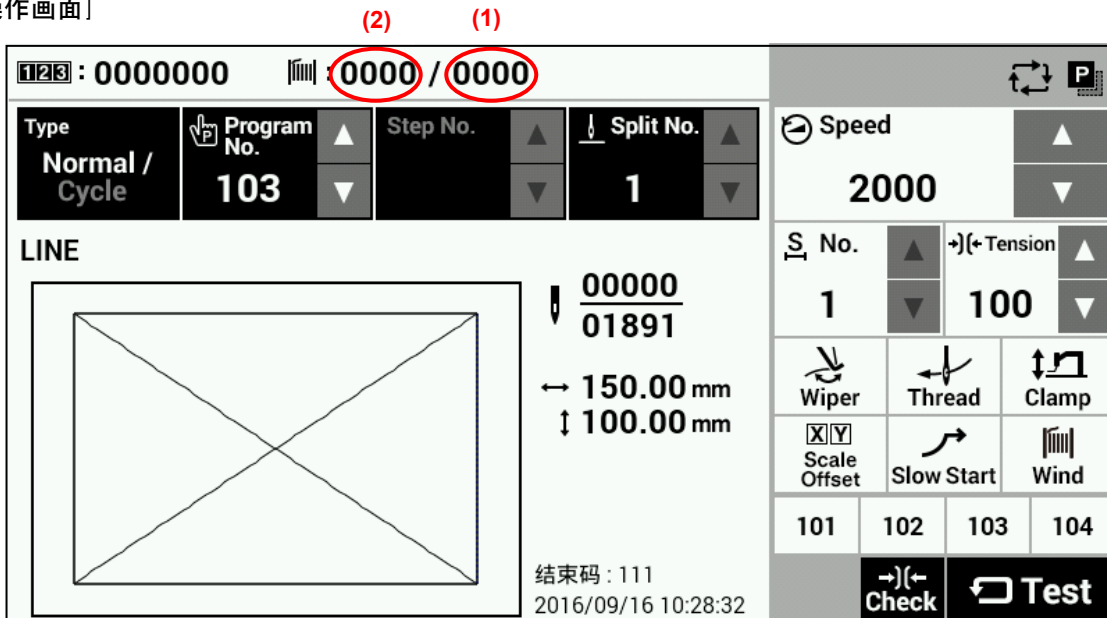 操作画面］
(2) (1)
123 : 0000000 : 0000 / 0000
P
Type
Normal /
Cycle
P Program
No.
103
Step No.
Split No.
1
Speed
2000
S No.
1
Tension
100
LINE
00000
01891
↔ 150.00 mm
↕ 100.00 mm
Wiper
Thread
Clamp
X Y
Scale
Offset
Slow Start
Wind
101 102 103 104
结束码 : 111
2016/09/16 10:28:32
Check
Test